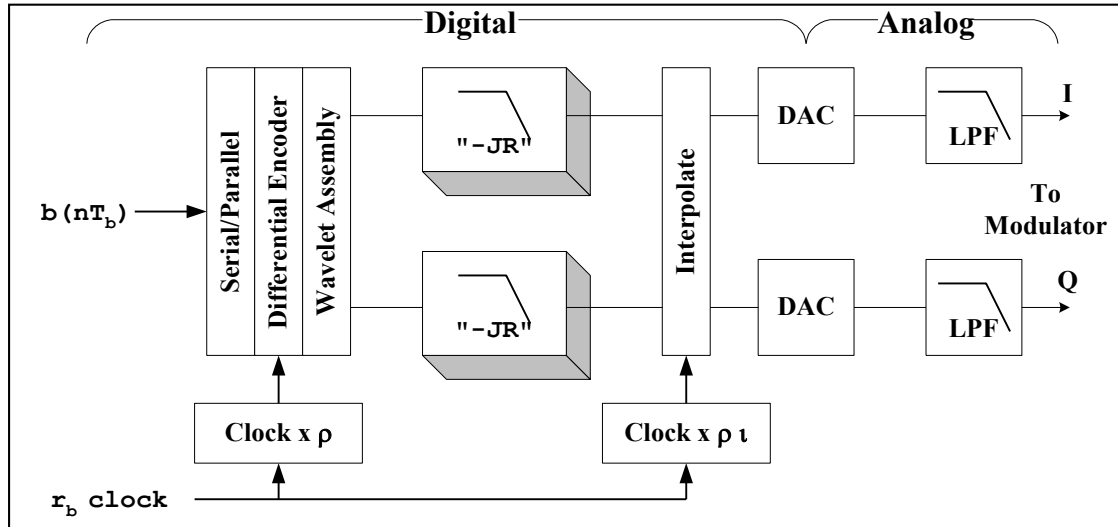 Digital
Analog
Serial/Parallel
Differential Encoder
Wavelet Assembly
"-JR"
Interpolate
DAC
LPF
I
b(nT_b)
To
Modulator
"-JR"
DAC
LPF
Q
Clock x ρ
Clock x ρ ι
r_b clock